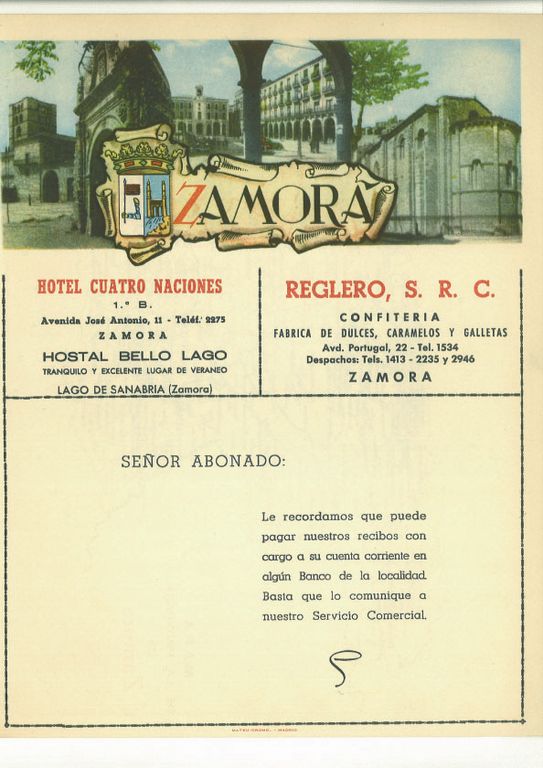 ZAMORA
HOTEL CUATRO NACIONES
1.ª B.
Avenida José Antonio, 11 - Teléf. 2275
ZAMORA
HOSTAL BELLO LAGO
TRANQUILO Y EXCELENTE LUGAR DE VERANEO
LAGO DE SANABRIA (Zamora)
REGLERO, S. R. C.
CONFITERIA
FABRICA DE DULCES, CARAMELOS Y GALLETAS
Avd. Portugal, 22 - Tel. 1534
Despachos: Tels. 1413 - 2235 y 2946
ZAMORA
SEÑOR ABONADO:
Le recordamos que puede
pagar nuestros recibos con
cargo a su cuenta corriente en
algún Banco de la localidad.
Basta que lo comunique a
nuestro Servicio Comercial.
MATEU CROMO. - MADRID